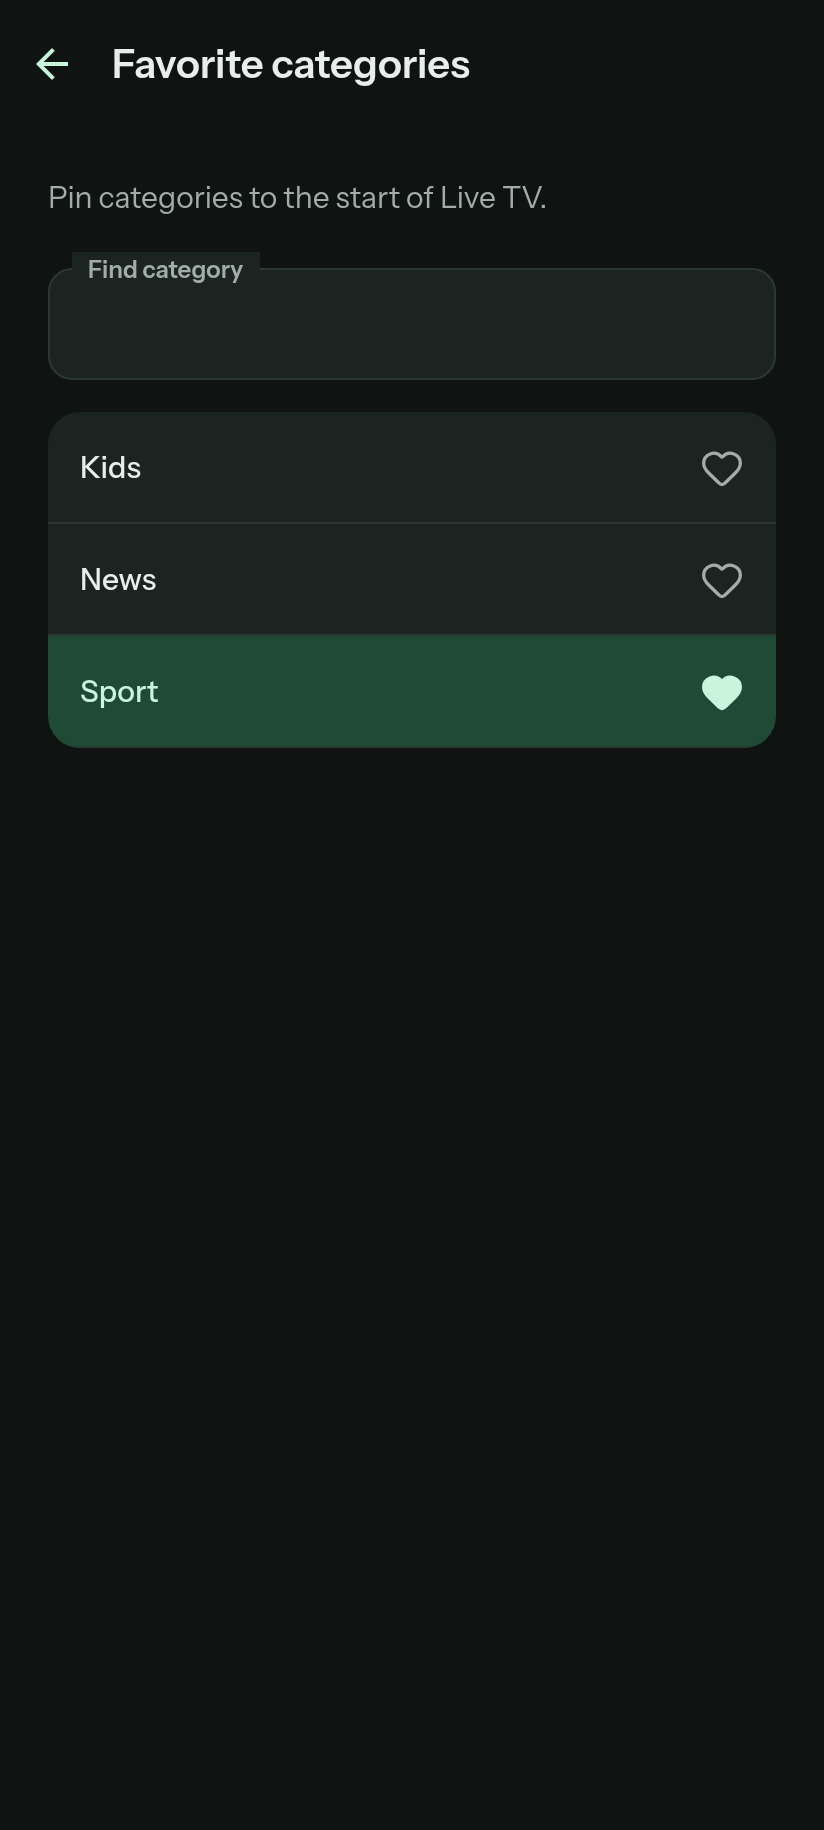 Favorite categories
Pin categories to the start of Live TV.
Find category
Kids
News
Sport